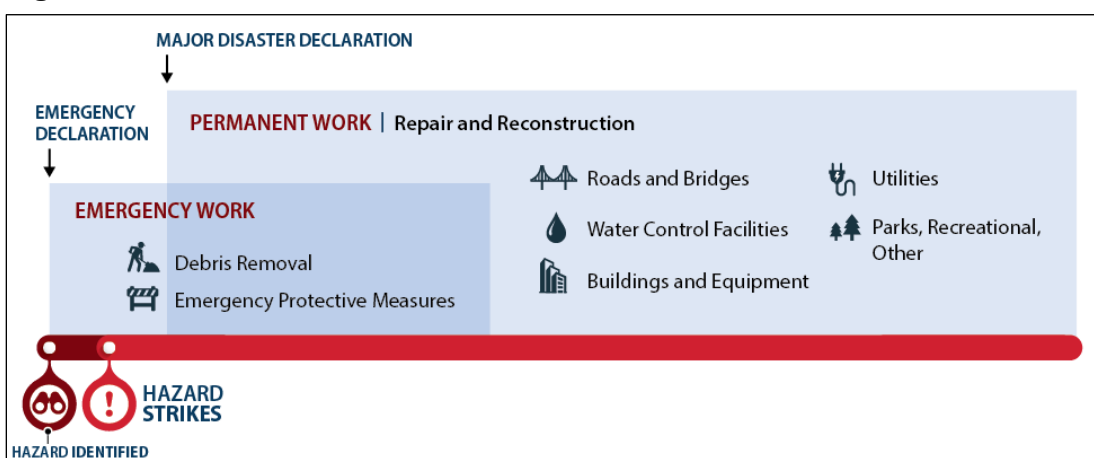 MAJOR DISASTER DECLARATION
EMERGENCY
DECLARATION
PERMANENT WORK | Repair and Reconstruction
Roads and Bridges
Utilities
EMERGENCY WORK
Water Control Facilities
Parks, Recreational,
Other
Debris Removal
Buildings and Equipment
Emergency Protective Measures
HAZARD
STRIKES
HAZARD IDENTIFIED